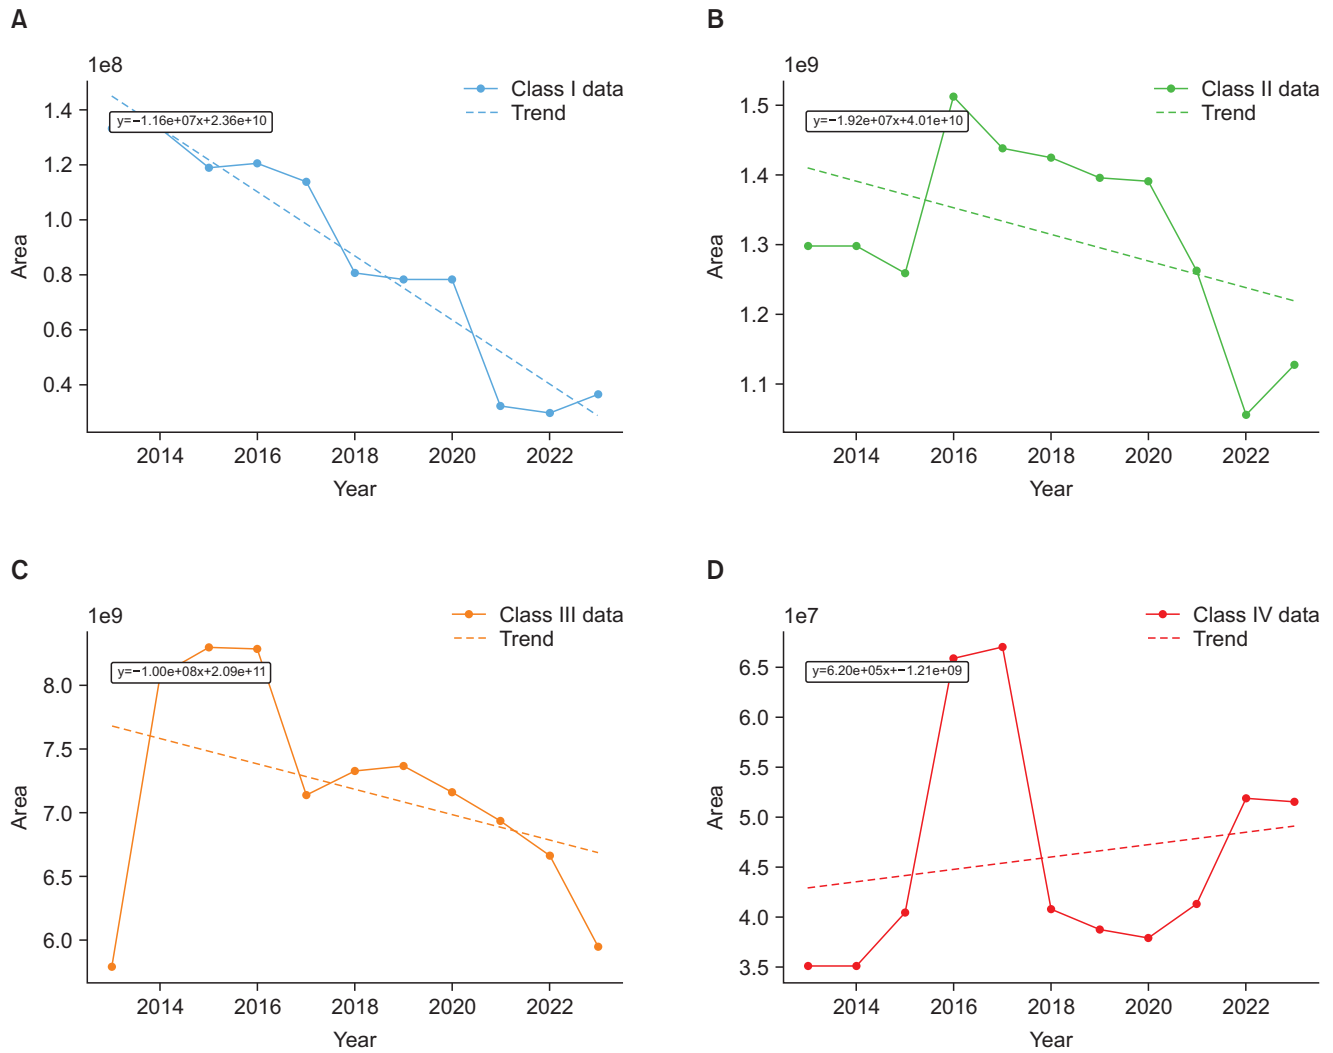 A
1e8
Class I data
Trend
y=−1.16e+07x+2.36e+10
1.4
1.2
1.0
0.8
0.6
0.4
Area
2014 2016 2018 2020 2022
Year
B
1e9
Class II data
Trend
y=−1.92e+07x+4.01e+10
1.5
1.4
1.3
1.2
1.1
Area
2014 2016 2018 2020 2022
Year
C
1e9
Class III data
Trend
y=−1.00e+08x+2.09e+11
8.0
7.5
7.0
6.5
6.0
Area
2014 2016 2018 2020 2022
Year
D
1e7
Class IV data
Trend
y=6.20e+05x+−1.21e+09
6.5
6.0
5.5
5.0
4.5
4.0
3.5
Area
2014 2016 2018 2020 2022
Year